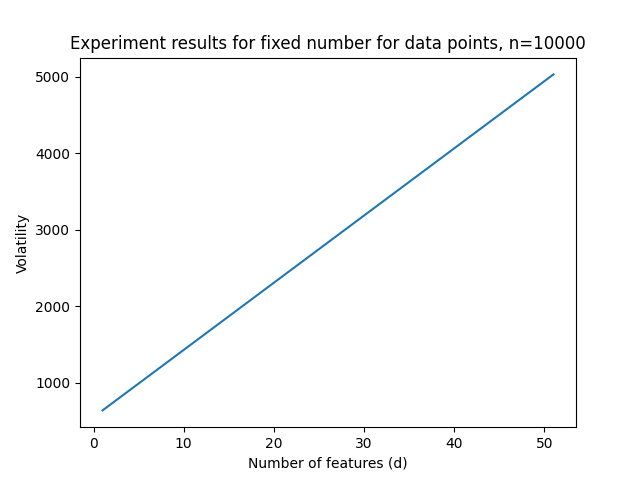 Experiment results for fixed number for data points, n=10000
5000
4000
3000
2000
1000
Volatility
0 10 20 30 40 50
Number of features (d)